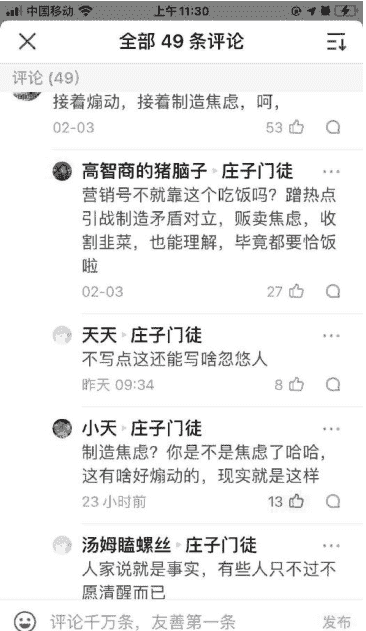 中国移动
上午11:30
全部 49 条评论
评论 (49)
接着煽动，接着制造焦虑，呵，
02-03
53
高智商的猪脑子 庄子门徒
营销号不就靠这个吃饭吗？蹭热点
引战制造矛盾对立，贩卖焦虑，收
割韭菜，也能理解，毕竟都要恰饭
啦
02-03
27
天天 庄子门徒
不写点这还能写啥忽悠人
昨天 09:34
8
小天 庄子门徒
制造焦虑？你是不是焦虑了哈哈，
这有啥好煽动的，现实就是这样
23 小时前
13
汤姆瞌螺丝 庄子门徒
人家说就是事实，有些人只不过不
愿清醒而已
评论千万条，友善第一条
发布